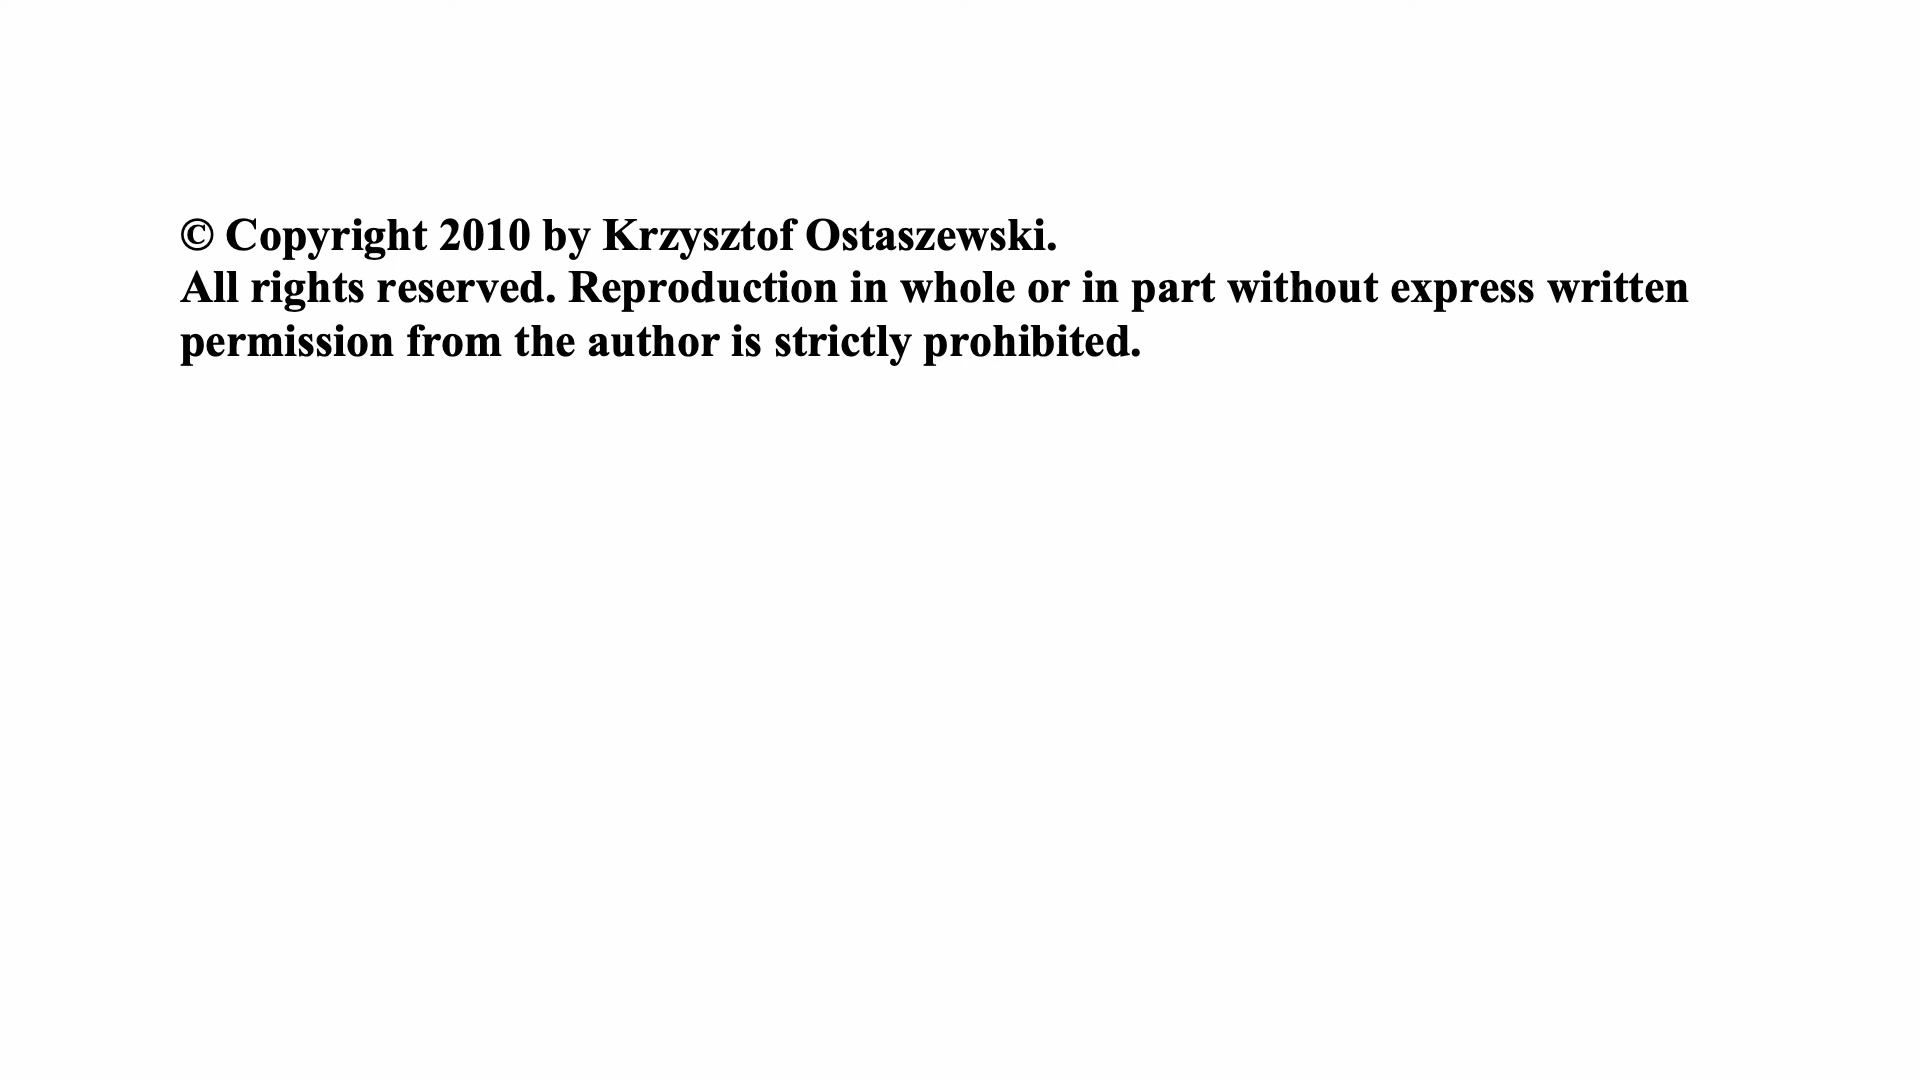 © Copyright 2010 by Krzysztof Ostaszewski.
All rights reserved. Reproduction in whole or in part without express written
permission from the author is strictly prohibited.